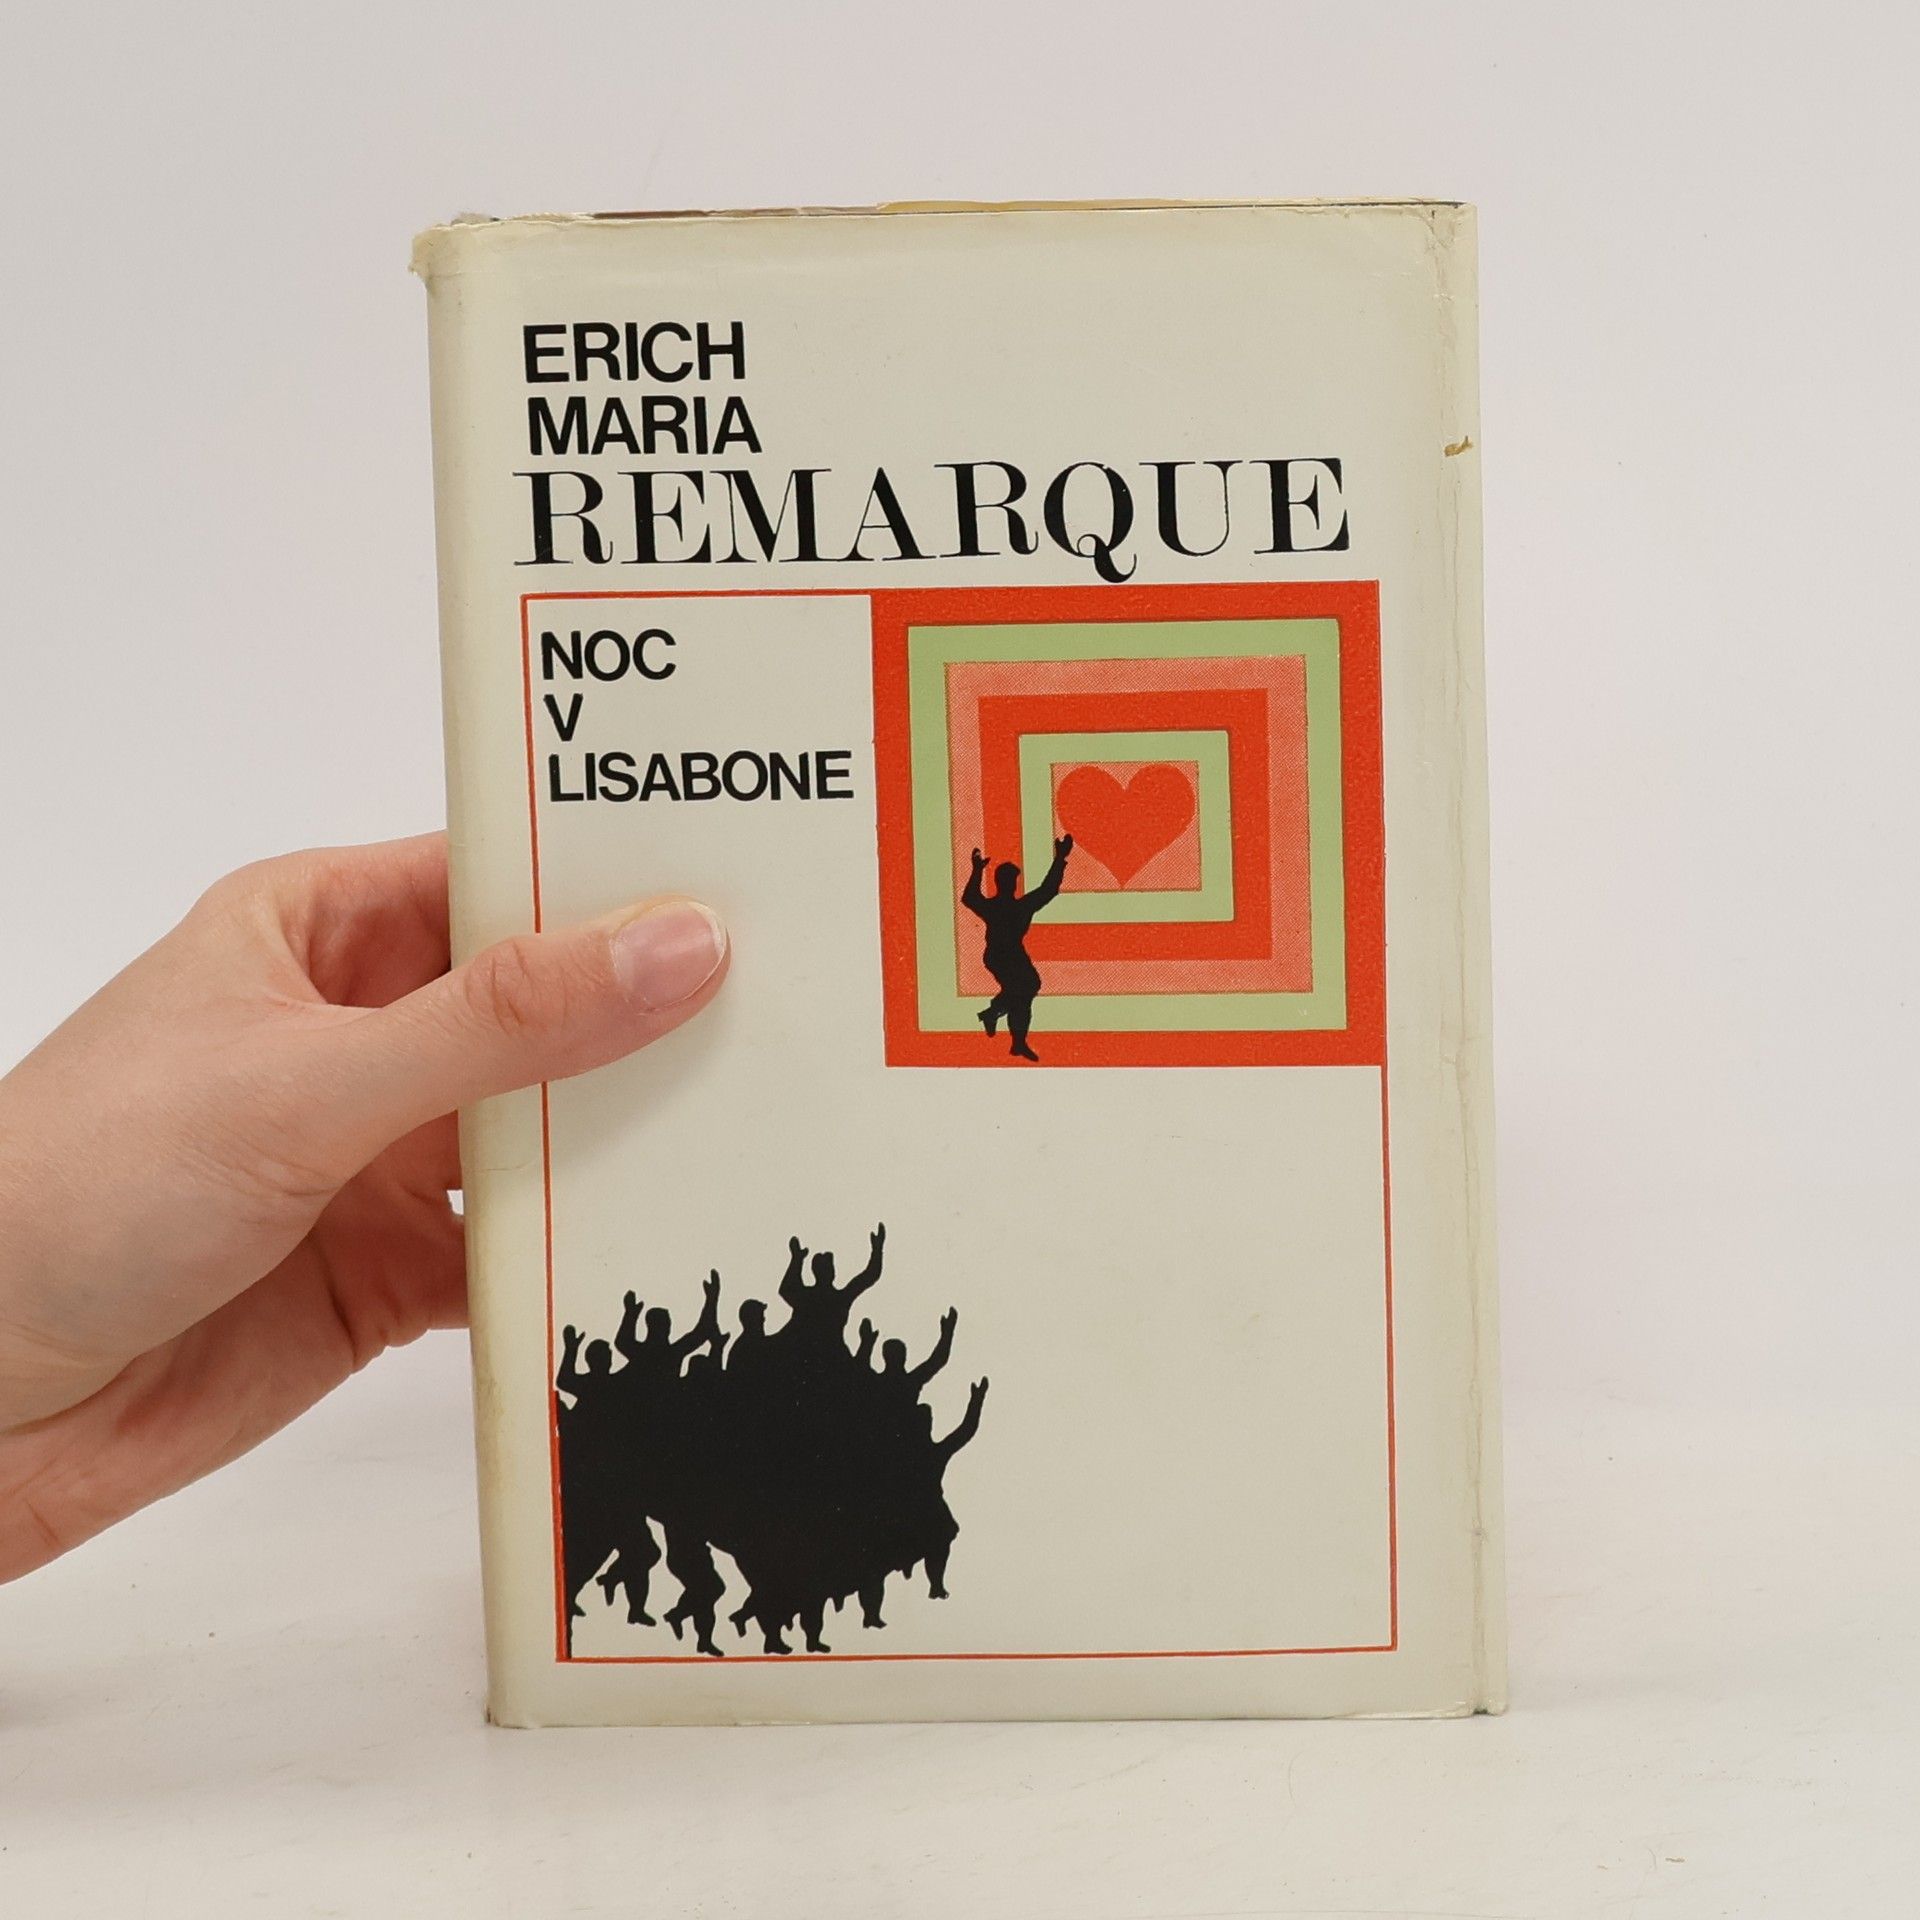 ERICH
MARIA
REMARQUE
NOC
V
LISABONE